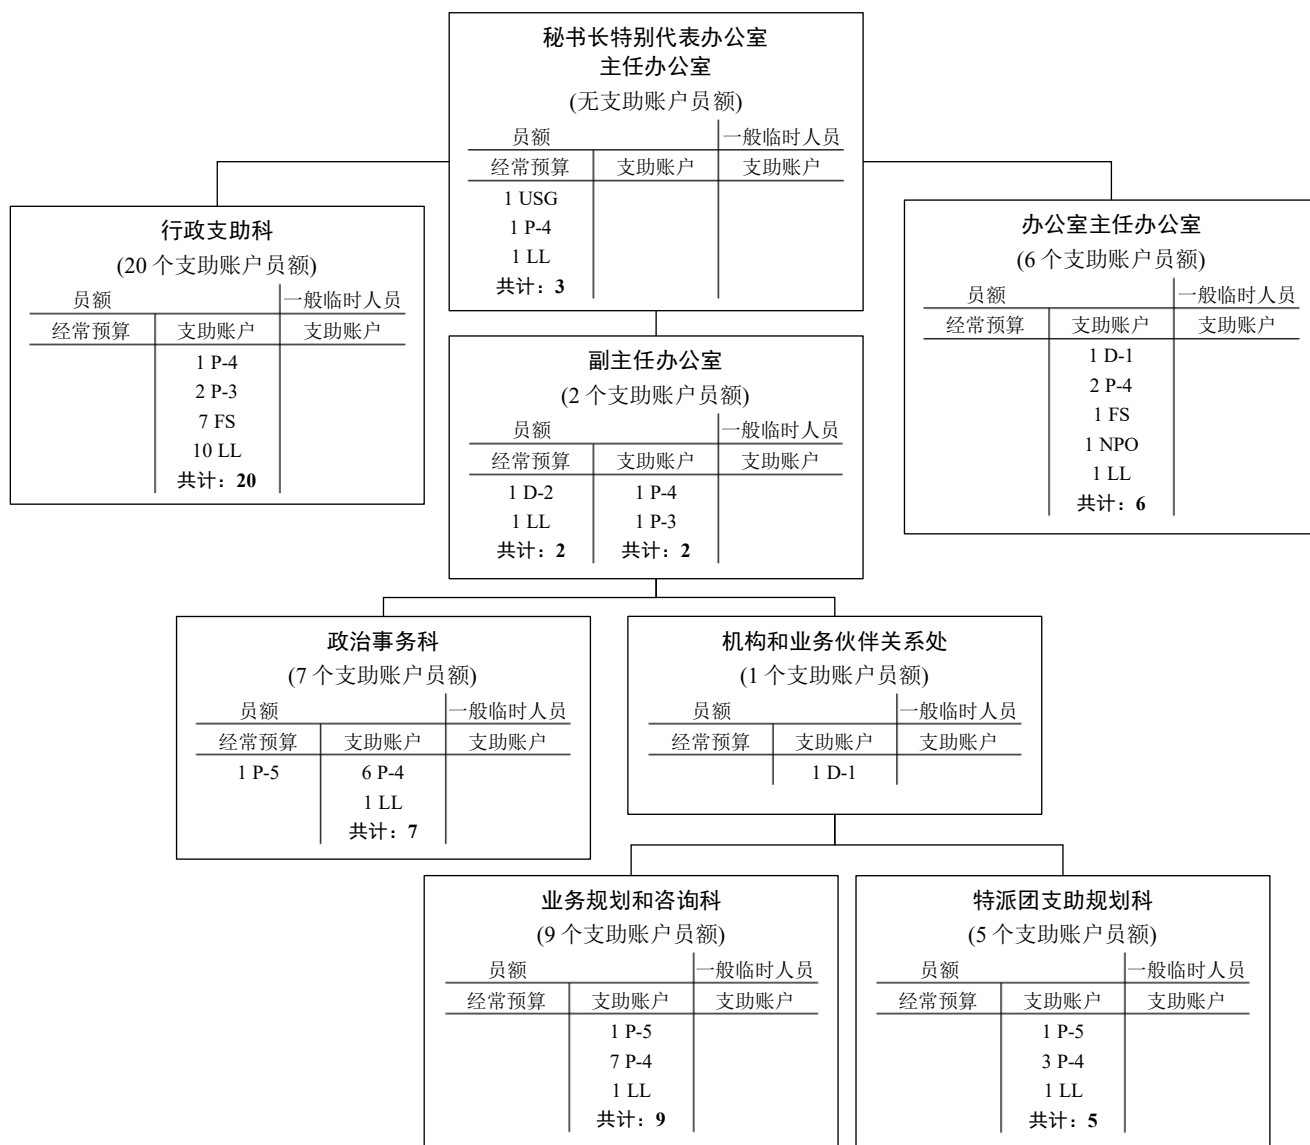 秘书长特别代表办公室
主任办公室
(无支助账户员额)
员额 一般临时人员
经常预算 支助账户 支助账户
1 USG
1 P-4
1 LL
共计：3
行政支助科
(20 个支助账户员额)
员额 一般临时人员
经常预算 支助账户 支助账户
1 P-4
2 P-3
7 FS
10 LL
共计：20
办公室主任办公室
(6 个支助账户员额)
员额 一般临时人员
经常预算 支助账户 支助账户
1 D-1
2 P-4
1 FS
1 NPO
1 LL
共计：6
副主任办公室
(2 个支助账户员额)
员额 一般临时人员
经常预算 支助账户 支助账户
1 D-2 1 P-4
1 LL 1 P-3
共计：2 共计：2
政治事务科
(7 个支助账户员额)
员额 一般临时人员
经常预算 支助账户 支助账户
1 P-5 6 P-4
1 LL
共计：7
机构和业务伙伴关系处
(1 个支助账户员额)
员额 一般临时人员
经常预算 支助账户 支助账户
1 D-1
业务规划和咨询科
(9 个支助账户员额)
员额 一般临时人员
经常预算 支助账户 支助账户
1 P-5
7 P-4
1 LL
共计：9
特派团支助规划科
(5 个支助账户员额)
员额 一般临时人员
经常预算 支助账户 支助账户
1 P-5
3 P-4
1 LL
共计：5